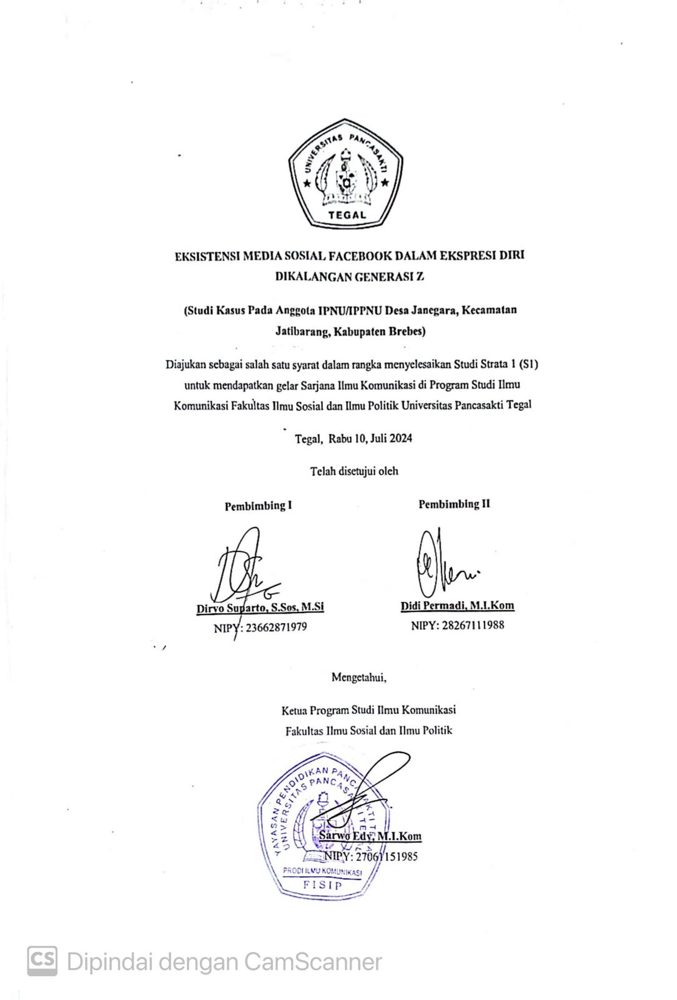 UNIVERSITAS PANCASAKTI
TEGAL
EKSISTENSI MEDIA SOSIAL FACEBOOK DALAM EKSPRESI DIRI
DIKALANGAN GENERASI Z
(Studi Kasus Pada Anggota IPNU/IPPNU Desa Janegara, Kecamatan
Jatibarang, Kabupaten Brebes)
Diajukan sebagai salah satu syarat dalam rangka menyelesaikan Studi Strata 1 (S1)
untuk mendapatkan gelar Sarjana Ilmu Komunikasi di Program Studi Ilmu
Komunikasi Fakultas Ilmu Sosial dan Ilmu Politik Universitas Pancasakti Tegal
Tegal, Rabu 10, Juli 2024
Telah disetujui oleh
Pembimbing I
Pembimbing II
Diryo Suparto, S.Sos, M.Si
Didi Permadi, M.I.Kom
NIPY: 23662871979
NIPY: 28267111988
Mengetahui,
Ketua Program Studi Ilmu Komunikasi
Fakultas Ilmu Sosial dan Ilmu Politik
YAYASAN PENDIDIKAN PANCASAKTI TEGAL
UNIVERSITAS PANCASAKTI TEGAL
Sarwo Edy, M.I.Kom
NIPY: 27061151985
PRODI ILMU KOMUNIKASI
FISIP
CS Dipindai dengan CamScanner